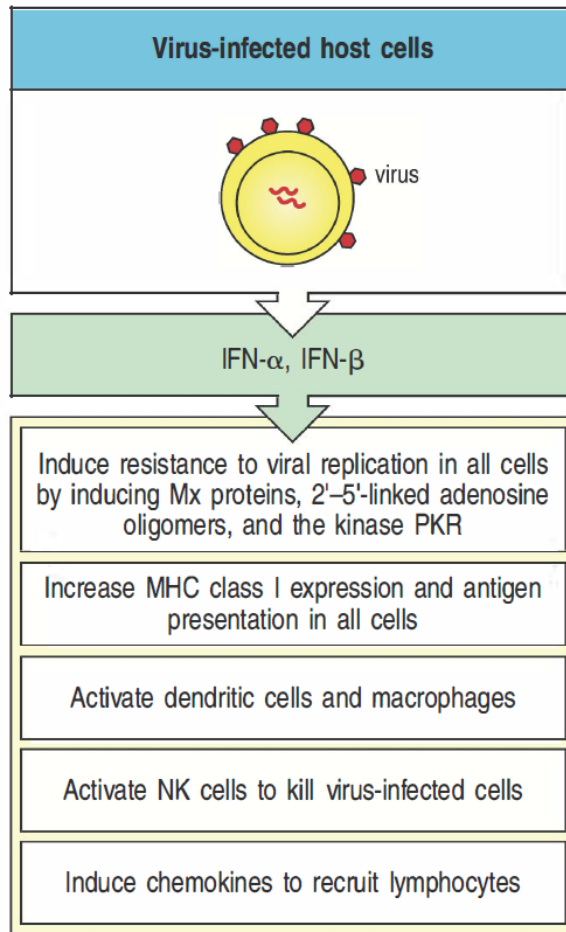 Virus-infected host cells
virus
IFN-α, IFN-β
Induce resistance to viral replication in all cells
by inducing Mx proteins, 2'–5'-linked adenosine
oligomers, and the kinase PKR
Increase MHC class I expression and antigen
presentation in all cells
Activate dendritic cells and macrophages
Activate NK cells to kill virus-infected cells
Induce chemokines to recruit lymphocytes